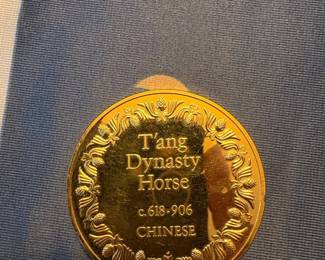 T'ang
Dynasty
Horse
c.618-906
CHINESE